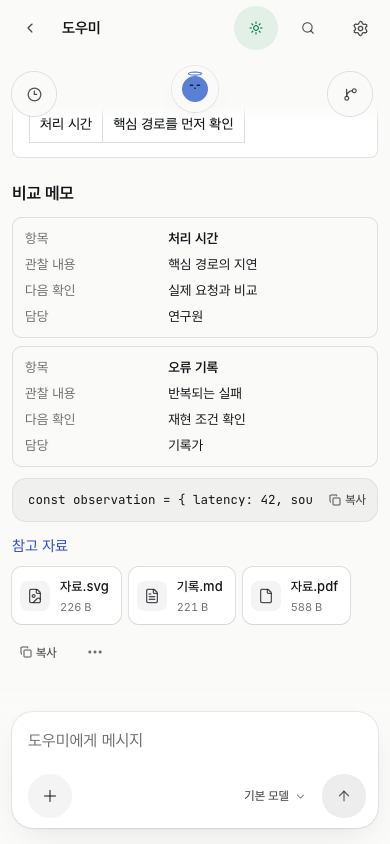 도우미
처리 시간 핵심 경로를 먼저 확인
비교 메모
항목 처리 시간
관찰 내용 핵심 경로의 지연
다음 확인 실제 요청과 비교
담당 연구원
항목 오류 기록
관찰 내용 반복되는 실패
다음 확인 재현 조건 확인
담당 기록가
const observation = { latency: 42, sou 복사
참고 자료
자료.svg 기록.md 자료.pdf
226 B 221 B 588 B
복사
도우미에게 메시지
기본 모델